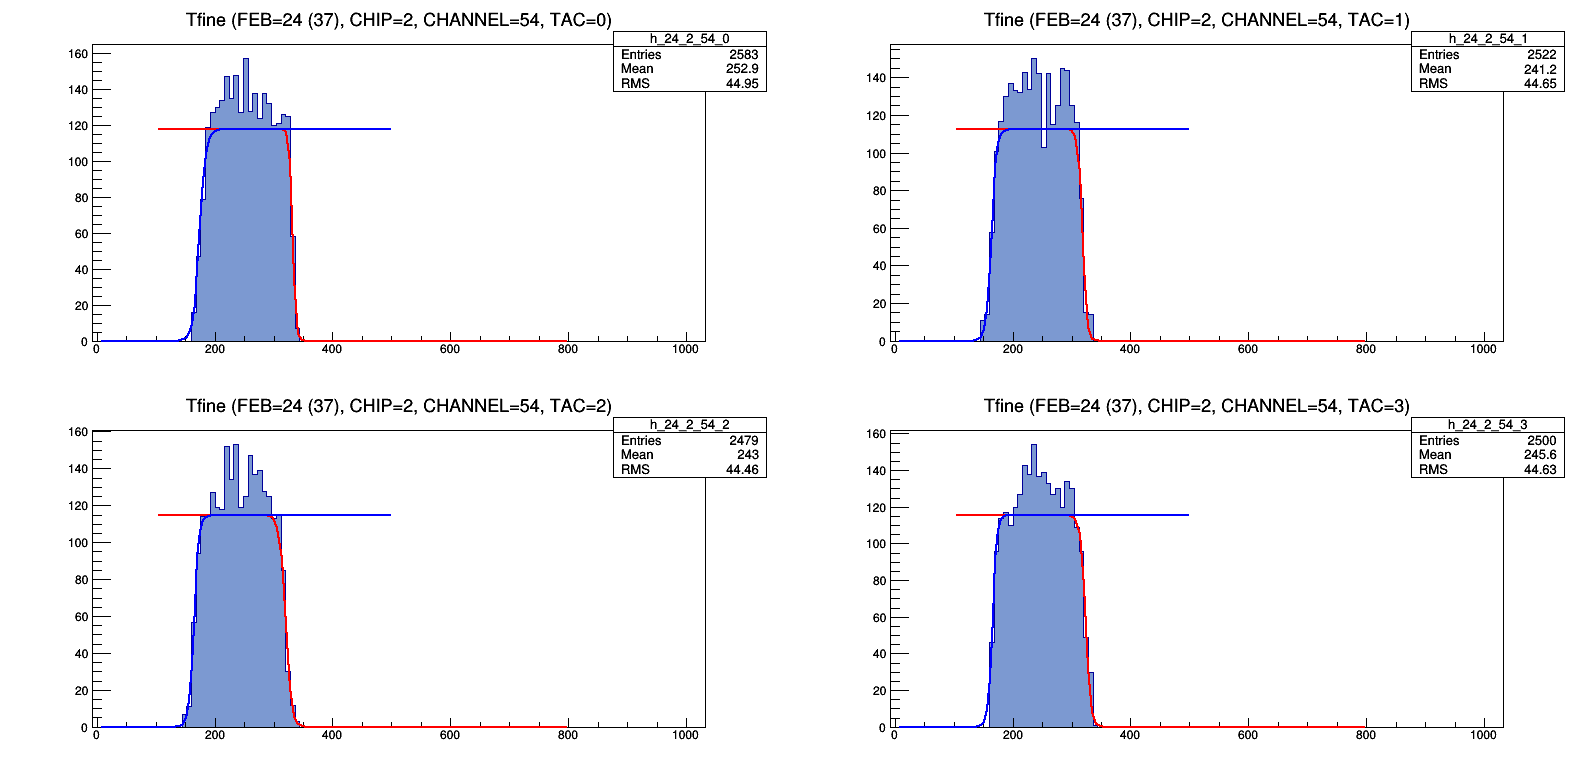 Tfine (FEB=24 (37), CHIP=2, CHANNEL=54, TAC=0)
h_24_2_54_0
Entries 2583
Mean 252.9
RMS 44.95
160
140
120
100
80
60
40
20
0
0 200 400 600 800 1000
Tfine (FEB=24 (37), CHIP=2, CHANNEL=54, TAC=1)
h_24_2_54_1
Entries 2522
Mean 241.2
RMS 44.65
140
120
100
80
60
40
20
0
0 200 400 600 800 1000
Tfine (FEB=24 (37), CHIP=2, CHANNEL=54, TAC=2)
h_24_2_54_2
Entries 2479
Mean 243
RMS 44.46
160
140
120
100
80
60
40
20
0
0 200 400 600 800 1000
Tfine (FEB=24 (37), CHIP=2, CHANNEL=54, TAC=3)
h_24_2_54_3
Entries 2500
Mean 245.6
RMS 44.63
160
140
120
100
80
60
40
20
0
0 200 400 600 800 1000